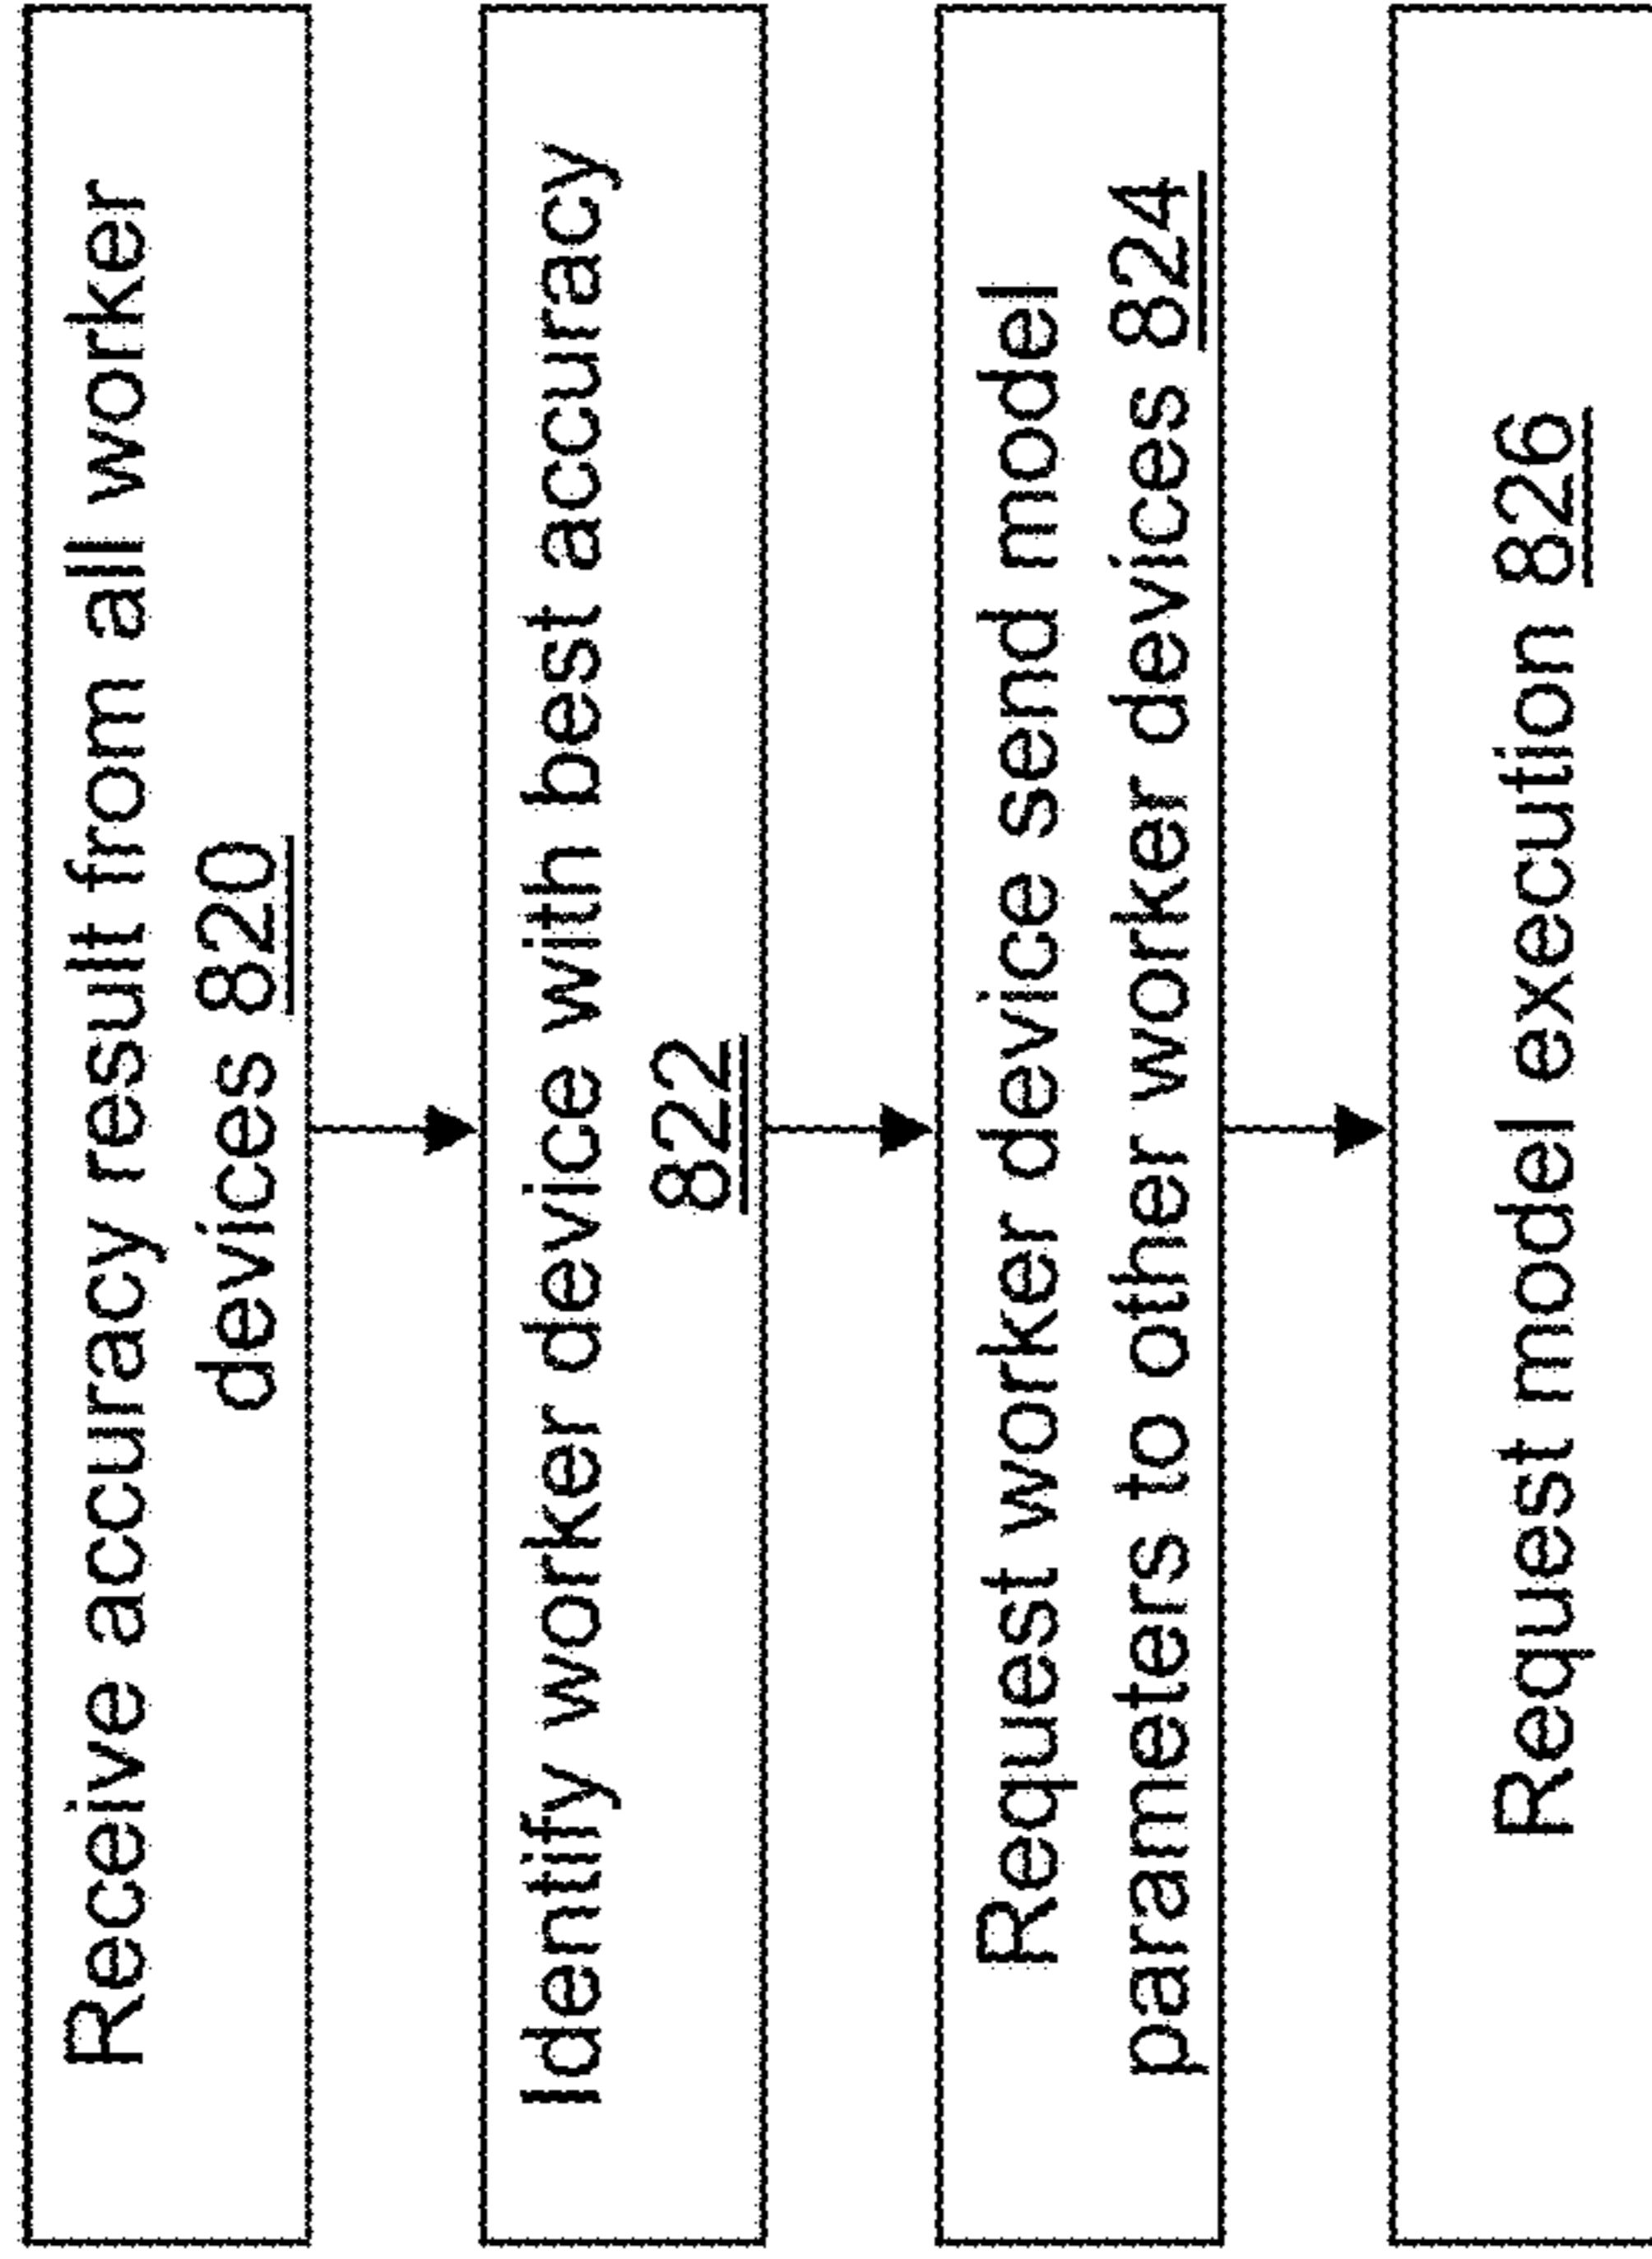 Receive accuracy result from all worker
devices 820
Identify worker device with best accuracy
822
Request worker device send model
parameters to other worker devices 824
Request model execution 826